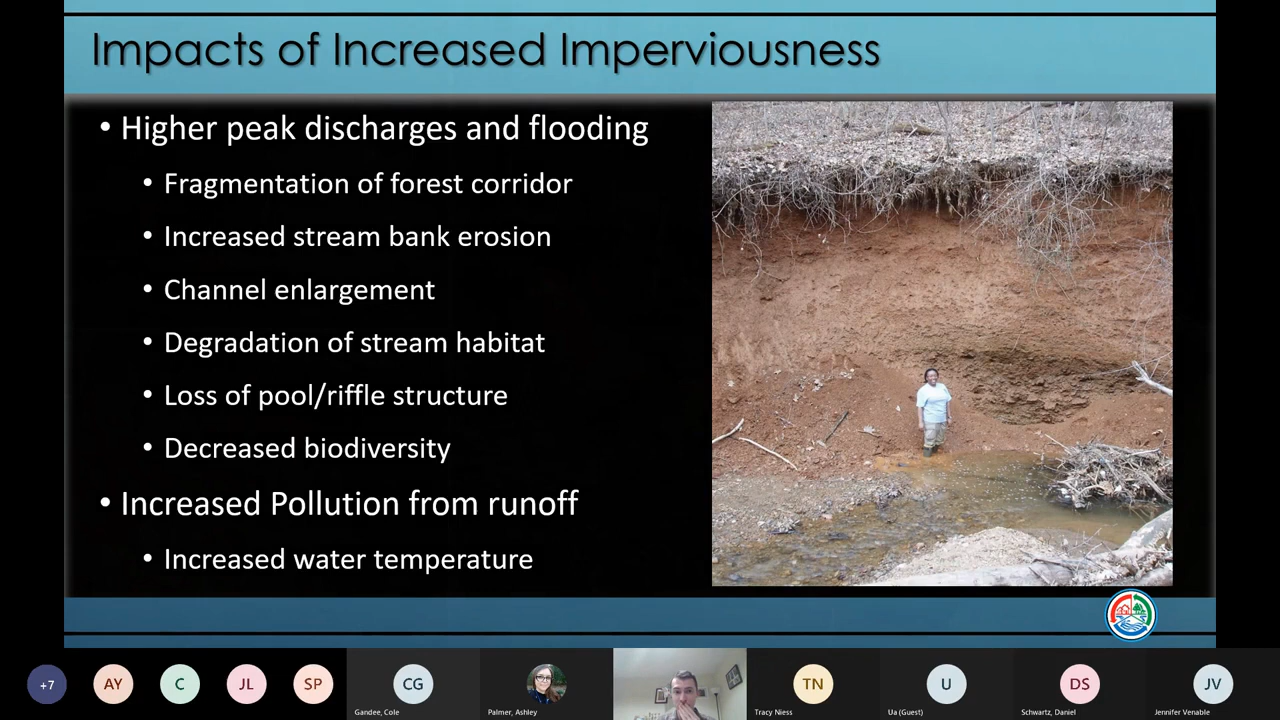 Impacts of Increased Imperviousness
• Higher peak discharges and flooding
• Fragmentation of forest corridor
• Increased stream bank erosion
• Channel enlargement
• Degradation of stream habitat
• Loss of pool/riffle structure
• Decreased biodiversity
• Increased Pollution from runoff
• Increased water temperature
+7
AY
C
JL
SP
CG
TN
U
DS
JV
Gandee, Cole
Palmer, Ashley
Tracy Niess
Ua (Guest)
Schwartz, Daniel
Jennifer Venable